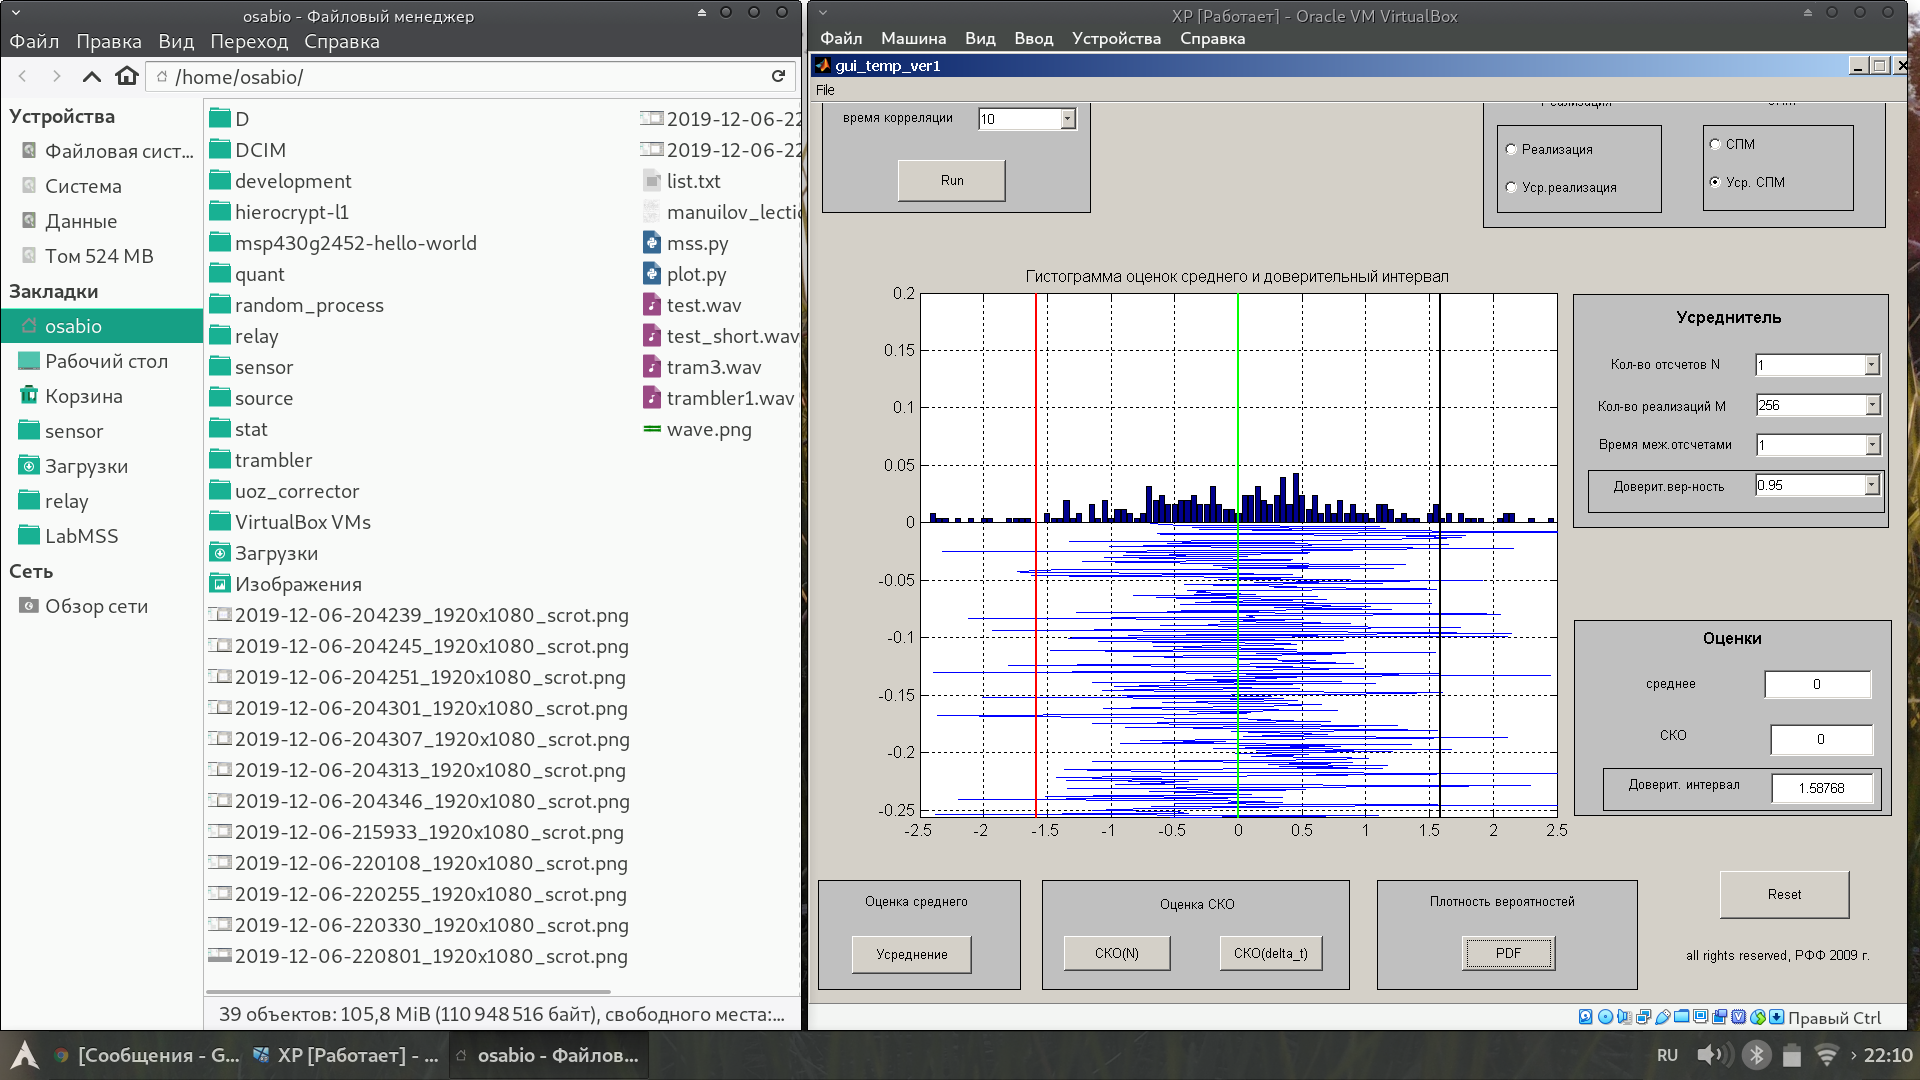 osabio - Файловый менеджер
Файл Правка Вид Переход Справка
/home/osabio/
Устройства
Файловая сист...
Система
Данные
Том 524 MB
Закладки
osabio
Рабочий стол
Корзина
sensor
Загрузки
relay
LabMSS
Сеть
Обзор сети
D
DCIM
development
hierocrypt-l1
msp430g2452-hello-world
quant
random_process
relay
sensor
source
stat
trambler
uoz_corrector
VirtualBox VMs
Загрузки
Изображения
2019-12-06-204239_1920x1080_scrot.png
2019-12-06-204245_1920x1080_scrot.png
2019-12-06-204251_1920x1080_scrot.png
2019-12-06-204301_1920x1080_scrot.png
2019-12-06-204307_1920x1080_scrot.png
2019-12-06-204313_1920x1080_scrot.png
2019-12-06-204346_1920x1080_scrot.png
2019-12-06-215933_1920x1080_scrot.png
2019-12-06-220108_1920x1080_scrot.png
2019-12-06-220255_1920x1080_scrot.png
2019-12-06-220330_1920x1080_scrot.png
2019-12-06-220801_1920x1080_scrot.png
2019-12-06-22
2019-12-06-22
list.txt
manuilov_lectio
mss.py
plot.py
test.wav
test_short.wav
tram3.wav
trambler1.wav
wave.png
39 объектов: 105,8 MiB (110 948 516 байт), свободного места:...
XP [Работает] - Oracle VM VirtualBox
Файл Машина Вид Ввод Устройства Справка
gui_temp_ver1
File
время корреляции 10
Run
Реализация
Реализация
Уср.реализация
СПМ
СПМ
Уср. СПМ
Гистограмма оценок среднего и доверительный интервал
0.2
0.15
0.1
0.05
0
-0.05
-0.1
-0.15
-0.2
-0.25
-2.5 -2 -1.5 -1 -0.5 0 0.5 1 1.5 2 2.5
Усреднитель
Кол-во отсчетов N 1
Кол-во реализаций M 256
Время меж.отсчетами 1
Доверит.вер-ность 0.95
Оценки
среднее 0
СКО 0
Доверит. интервал 1.58768
Оценка среднего
Усреднение
Оценка СКО
СКО(N) СКО(delta_t)
Плотность вероятностей
PDF
Reset
all rights reserved, РФФ 2009 г.
Правый Ctrl
[Сообщения - G... XP [Работает] - ... osabio - Файлов...
RU 22:10